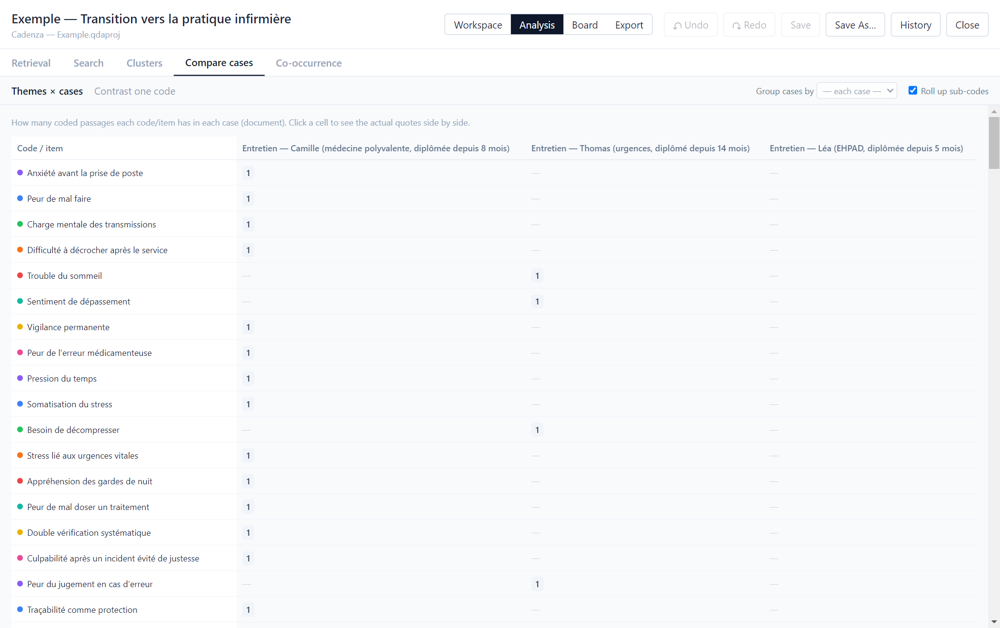 Exemple — Transition vers la pratique infirmière
Cadenza — Example.qdaproj
Workspace Analysis Board Export Undo Redo Save Save As... History Close
Retrieval Search Clusters Compare cases Co-occurrence
Themes × cases Contrast one code Group cases by — each case — Roll up sub-codes
How many coded passages each code/item has in each case (document). Click a cell to see the actual quotes side by side.
Code / item Entretien — Camille (médecine polyvalente, diplômée depuis 8 mois) Entretien — Thomas (urgences, diplômé depuis 14 mois) Entretien — Léa (EHPAD, diplômée depuis 5 mois)
Anxiété avant la prise de poste 1 — —
Peur de mal faire 1 — —
Charge mentale des transmissions 1 — —
Difficulté à décrocher après le service 1 — —
Trouble du sommeil — 1 —
Sentiment de dépassement — 1 —
Vigilance permanente 1 — —
Peur de l'erreur médicamenteuse 1 — —
Pression du temps 1 — —
Somatisation du stress 1 — —
Besoin de décompresser — 1 —
Stress lié aux urgences vitales 1 — —
Appréhension des gardes de nuit 1 — —
Peur de mal doser un traitement 1 — —
Double vérification systématique 1 — —
Culpabilité après un incident évité de justesse 1 — —
Peur du jugement en cas d'erreur — 1 —
Traçabilité comme protection 1 — —